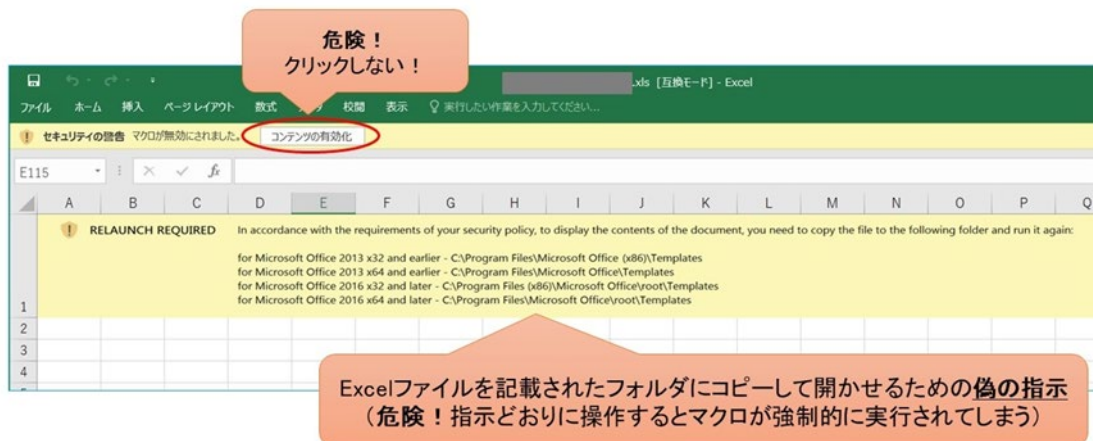 危険！
クリックしない！
.xls [互換モード] - Excel
ファイル ホーム 挿入 ページ レイアウト 数式 校閲 表示 実行したい作業を入力してください...
セキュリティの警告 マクロが無効にされました。 コンテンツの有効化
E115 fx
A B C D E F G H I J K L M N O P Q
RELAUNCH REQUIRED In accordance with the requirements of your security policy, to display the contents of the document, you need to copy the file to the following folder and run it again:
for Microsoft Office 2013 x32 and earlier - C:\Program Files\Microsoft Office (x86)\Templates
for Microsoft Office 2013 x64 and earlier - C:\Program Files\Microsoft Office\Templates
for Microsoft Office 2016 x32 and later - C:\Program Files (x86)\Microsoft Office\root\Templates
for Microsoft Office 2016 x64 and later - C:\Program Files\Microsoft Office\root\Templates
1
2
3
4
Excelファイルを記載されたフォルダにコピーして開かせるための偽の指示
（危険！指示どおりに操作するとマクロが強制的に実行されてしまう）